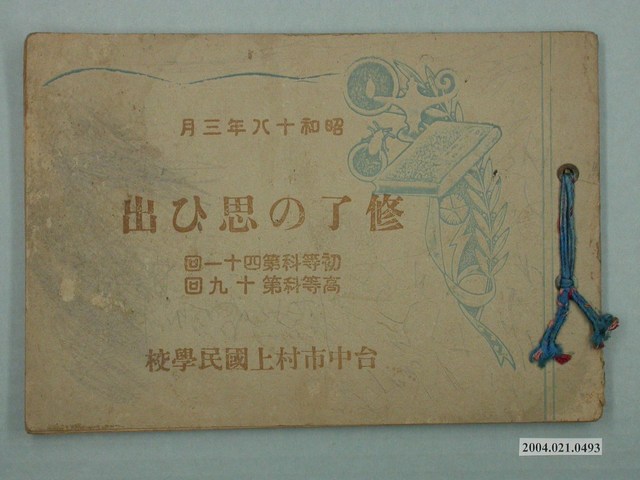 昭和十八年三月
修了の思ひ出
初等科第四十一回
高等科第十九回
台中市村上國民學校
2004.021.0493